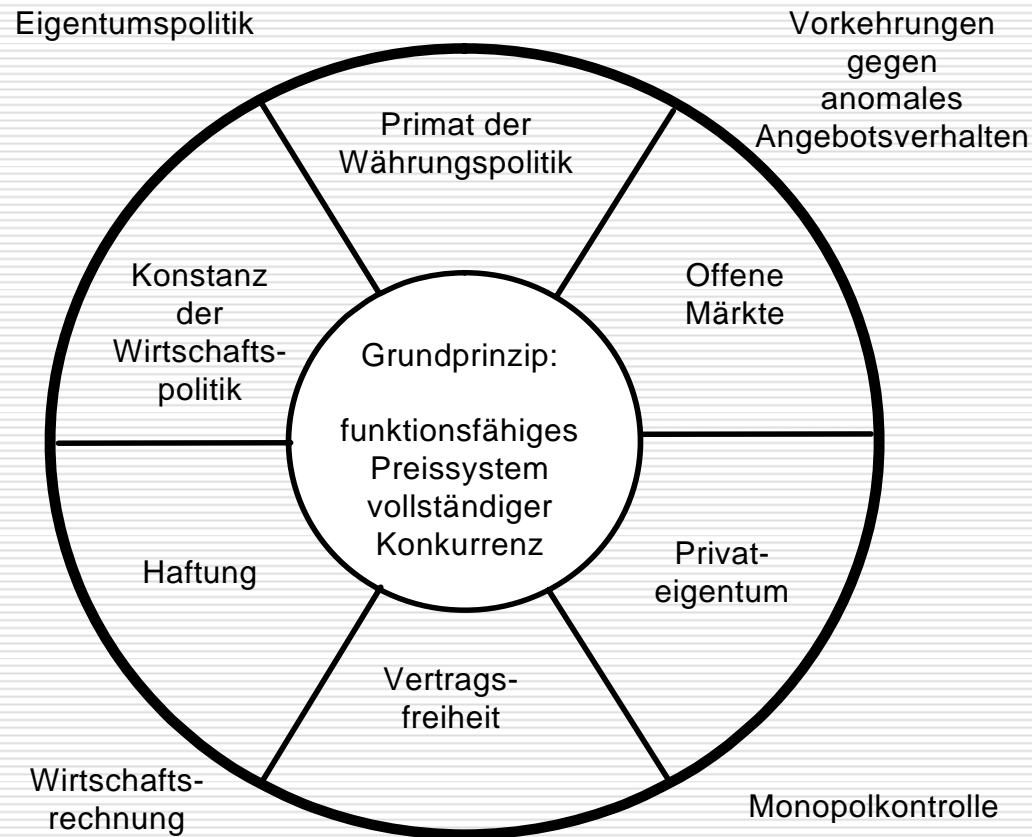 Eigentumspolitik
Vorkehrungen
gegen
anomales
Angebotsverhalten
Primat der
Währungspolitik
Konstanz
der
Wirtschafts-
politik
Offene
Märkte
Grundprinzip:
funktionsfähiges
Preissystem
vollständiger
Konkurrenz
Haftung
Privat-
eigentum
Vertrags-
freiheit
Wirtschafts-
rechnung
Monopolkontrolle